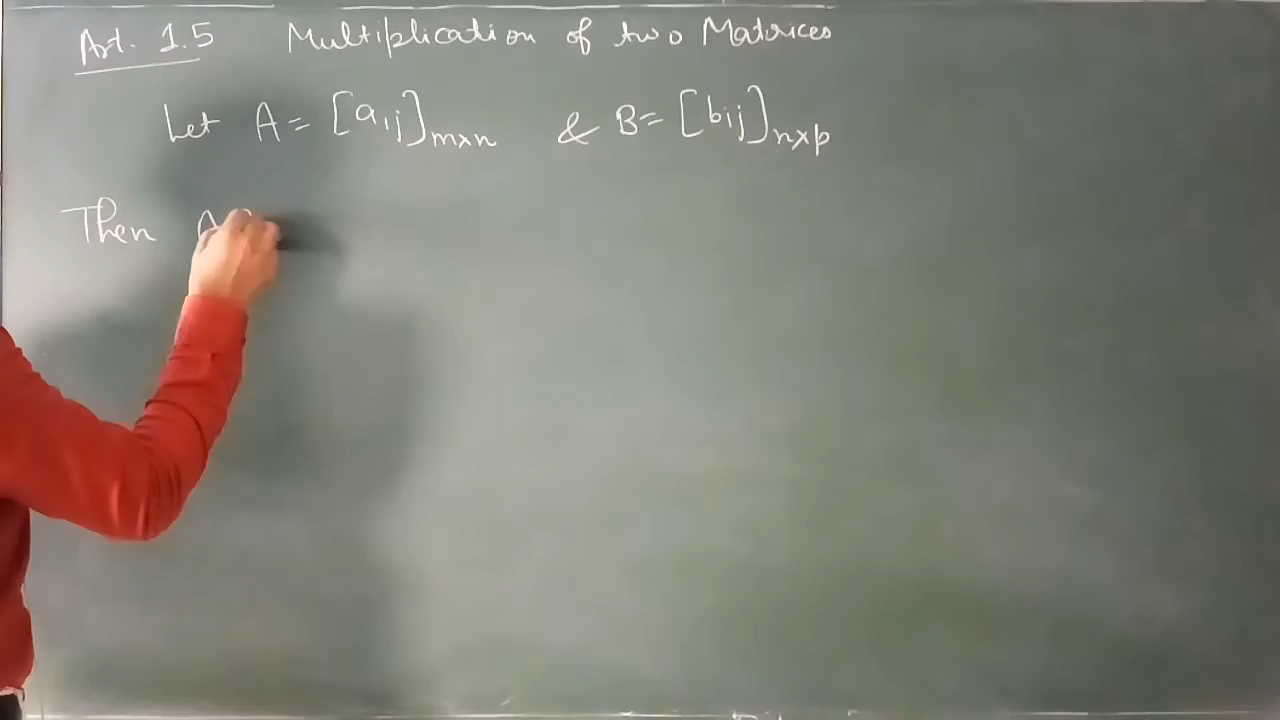 Art. 1.5 Multiplication of two Matrices
Let A = [aij]m×n & B = [bij]n×p
Then A